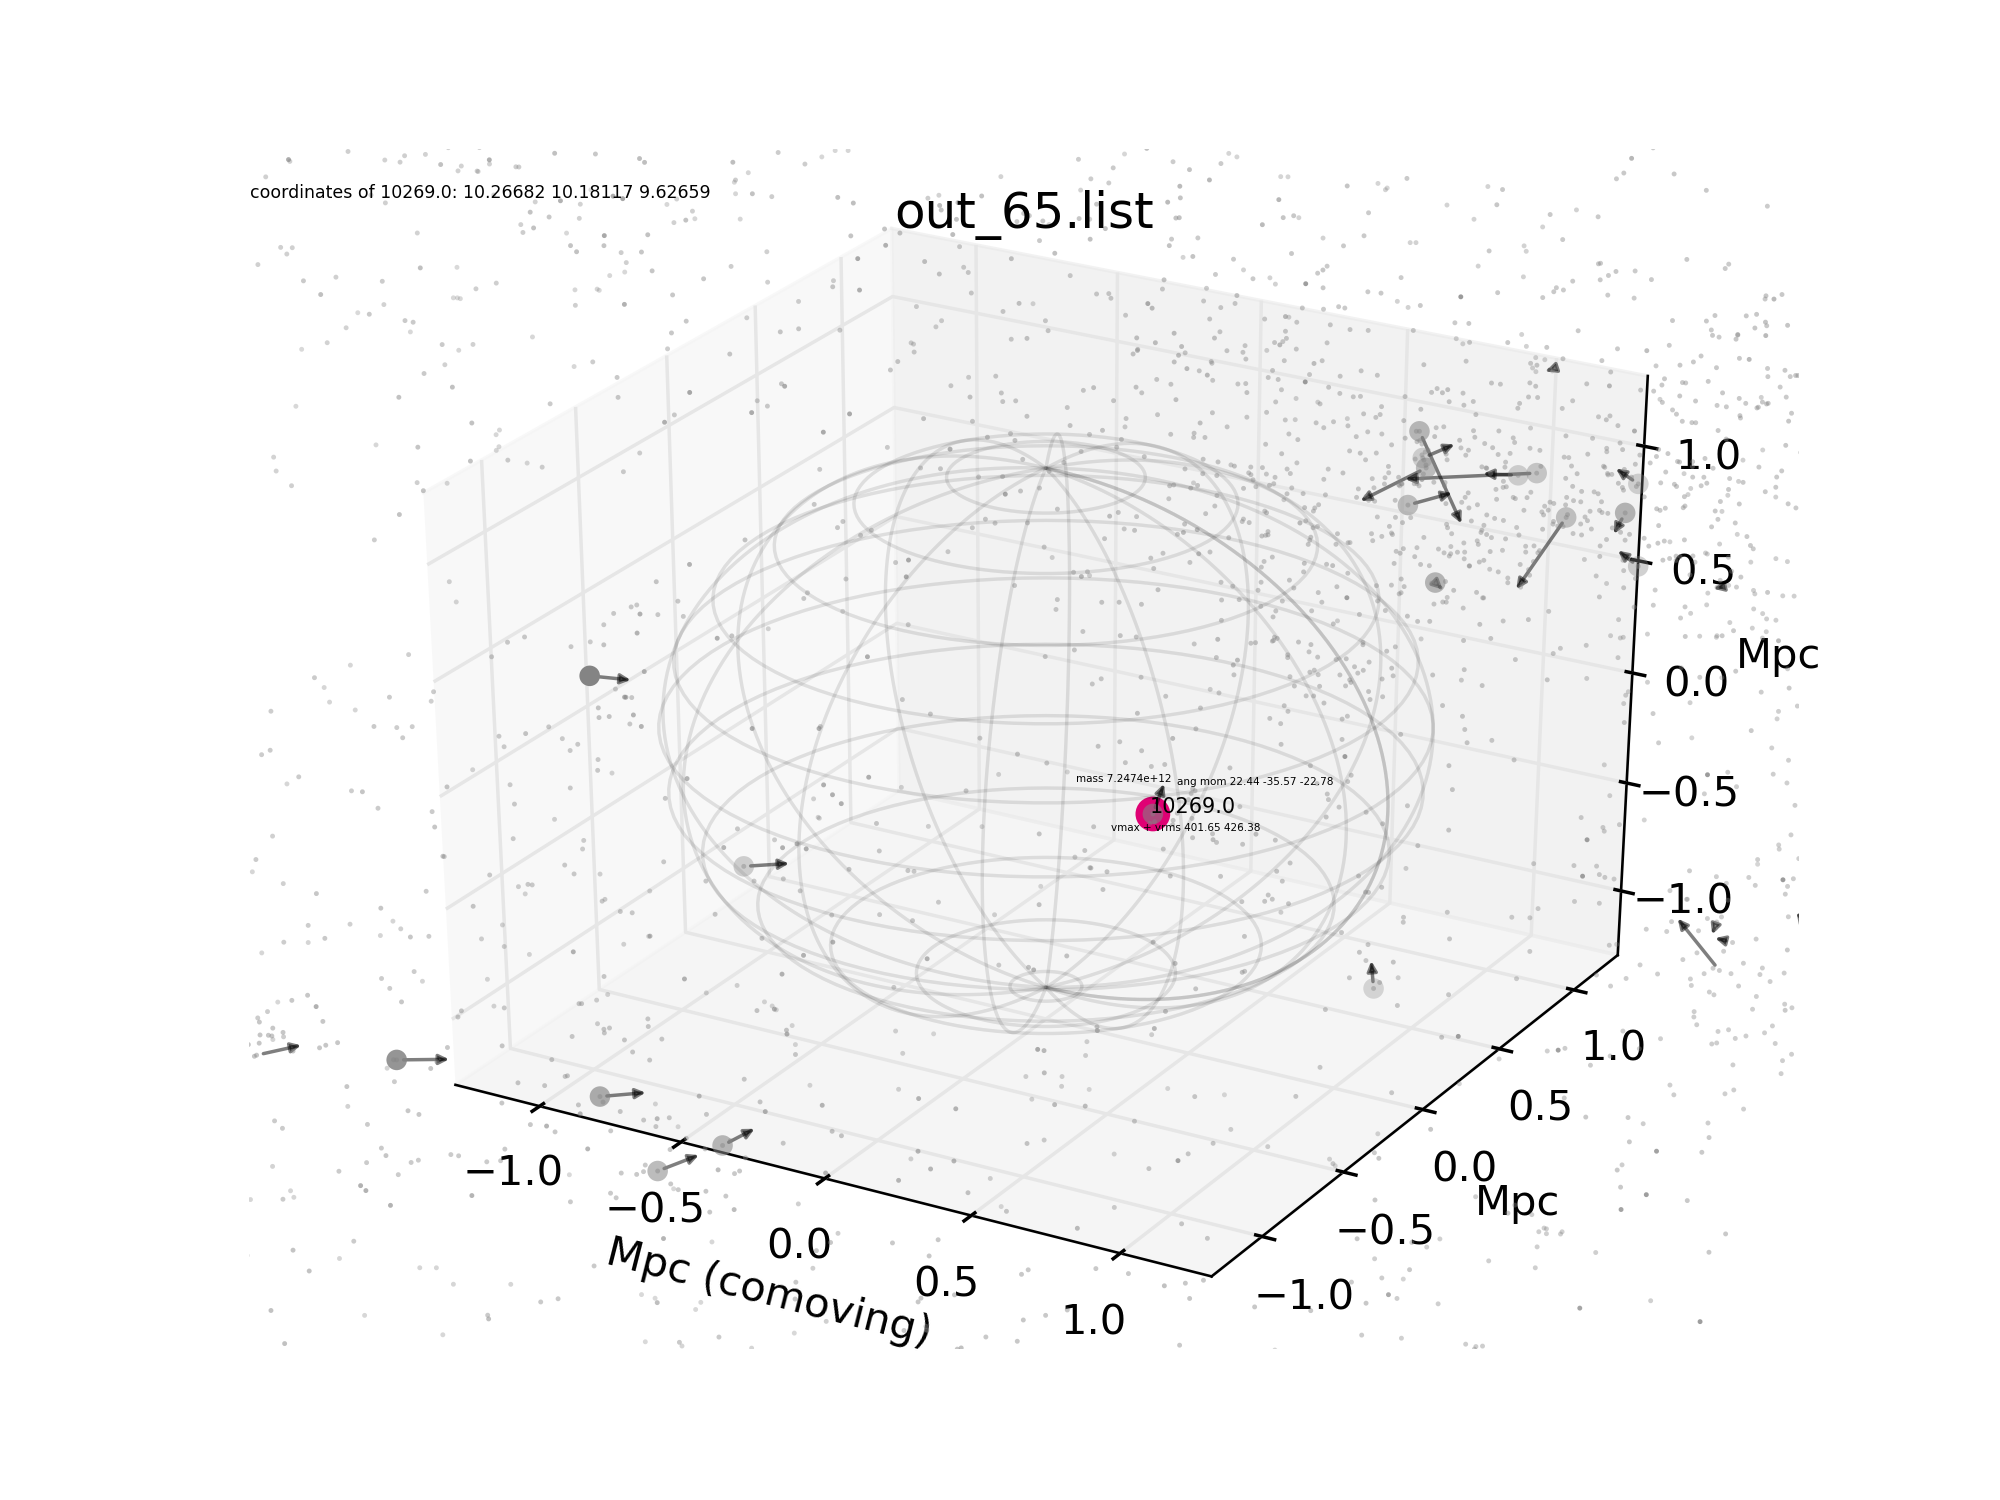 coordinates of 10269.0: 10.26682 10.18117 9.62659
out_65.list
1.0
0.5
Mpc
0.0
−0.5
−1.0
mass 7.2474e+12
ang mom 22.44 -35.57 -22.78
10269.0
vmax + vrms 401.65 426.38
1.0
0.5
0.0
Mpc
−0.5
−1.0
−1.0
−0.5
0.0
0.5
1.0
Mpc (comoving)